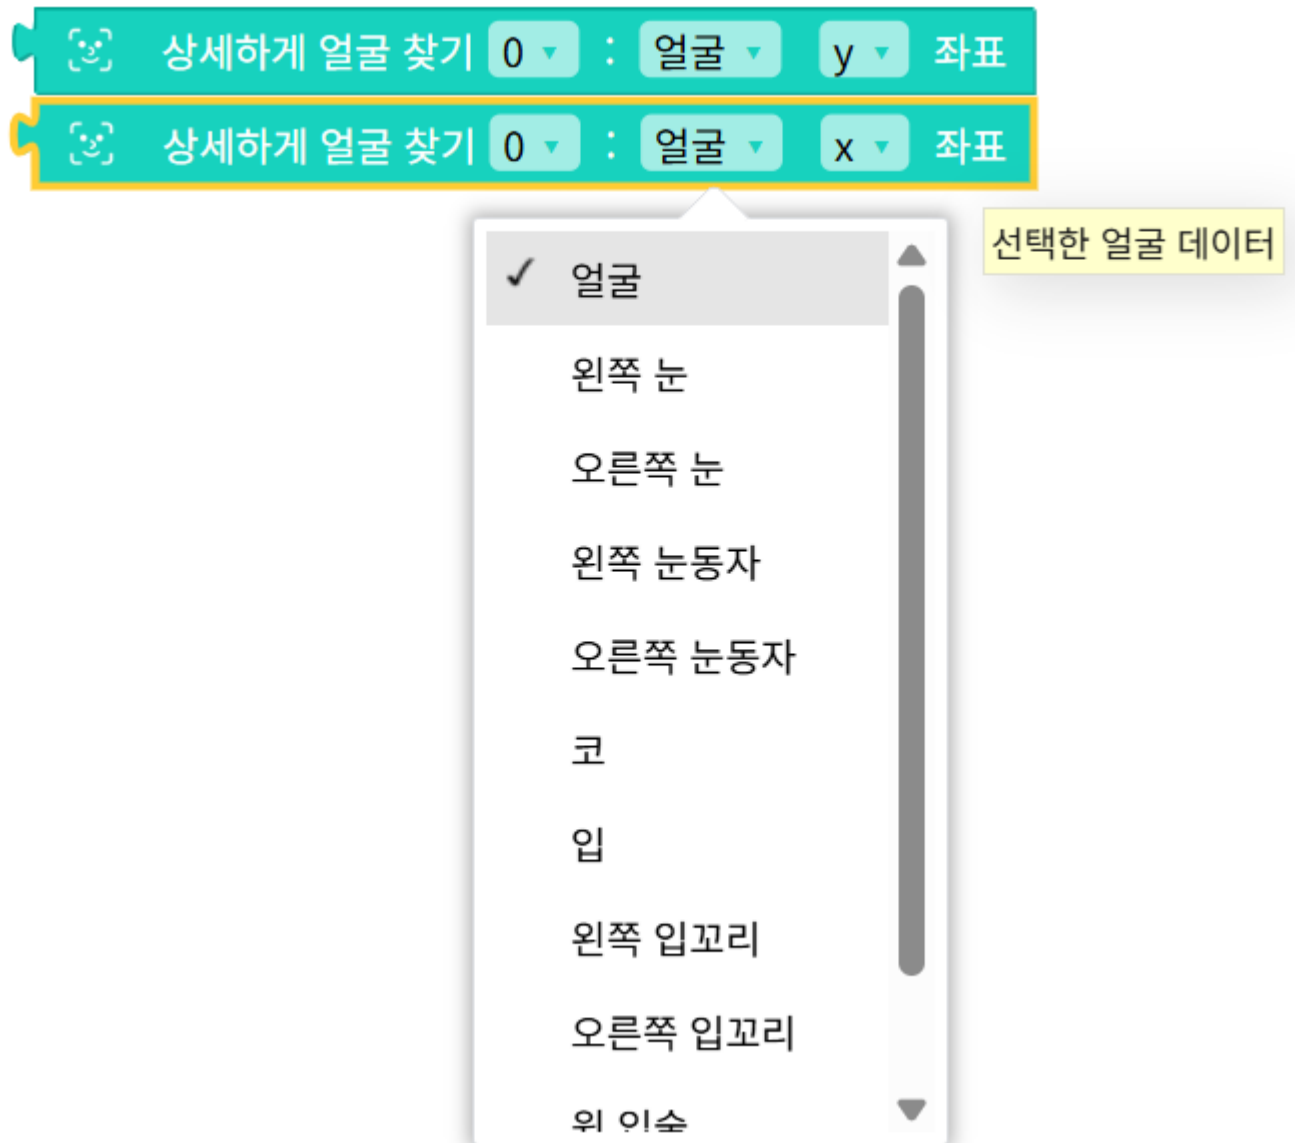 상세하게 얼굴 찾기 0 : 얼굴 y 좌표
상세하게 얼굴 찾기 0 : 얼굴 x 좌표
선택한 얼굴 데이터
✓ 얼굴
왼쪽 눈
오른쪽 눈
왼쪽 눈동자
오른쪽 눈동자
코
입
왼쪽 입꼬리
오른쪽 입꼬리